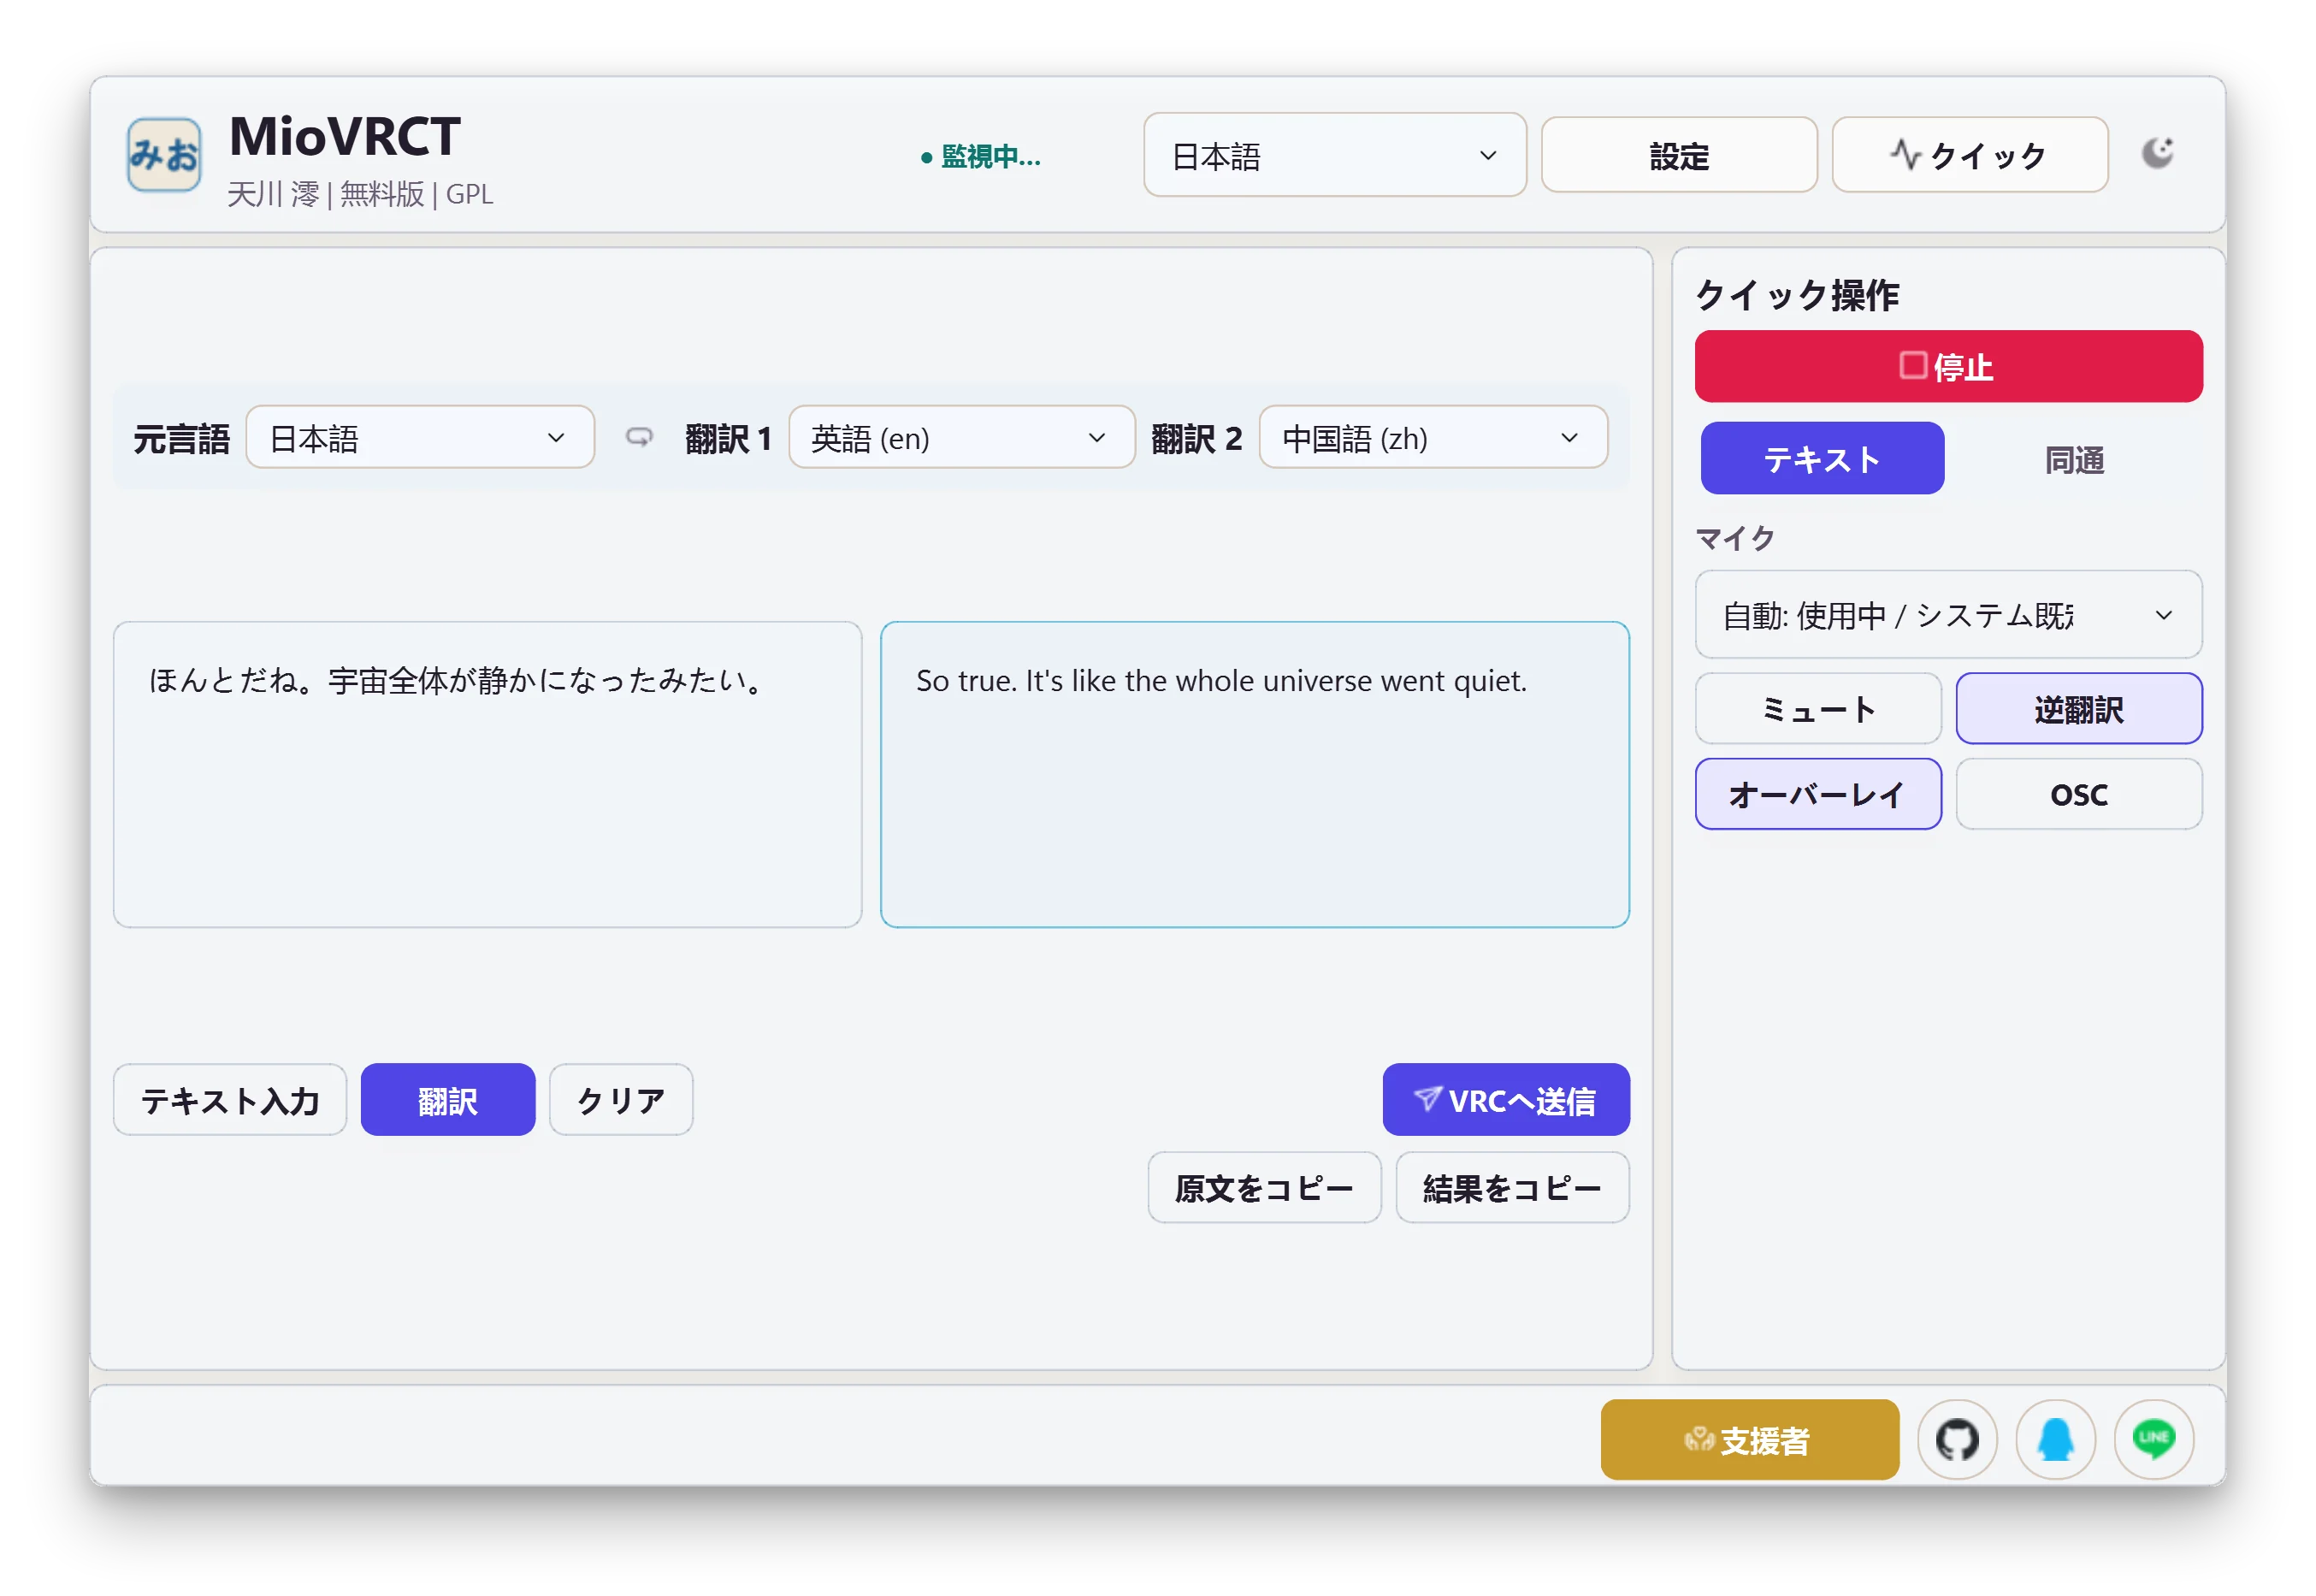 みお
MioVRCT
天川 澪 | 無料版 | GPL
● 監視中...
日本語
設定
クイック
元言語
日本語
翻訳 1
英語 (en)
翻訳 2
中国語 (zh)
ほんとだね。宇宙全体が静かになったみたい。
So true. It's like the whole universe went quiet.
テキスト入力
翻訳
クリア
VRCへ送信
原文をコピー
結果をコピー
クイック操作
停止
テキスト
同通
マイク
自動: 使用中 / システム既
ミュート
逆翻訳
オーバーレイ
OSC
支援者
LINE